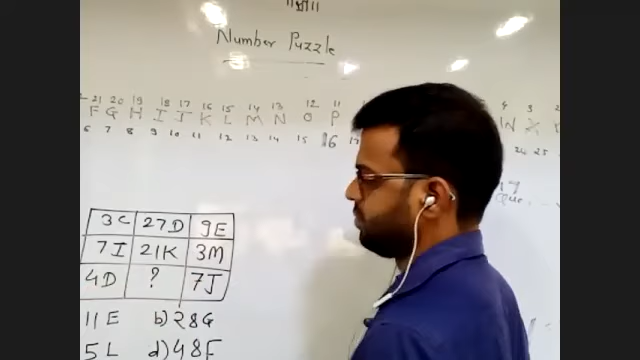 ॥श्री॥
Number Puzzle
21 20 19 18 17 16 15 14 13 12 11 4 3
F G H I J K L M N O P W X
6 7 8 9 10 11 12 13 14 15 16 17 24 25
3C 27D 9E
7I 21K 3M
4D ? 7J
11E b) 28G
5L d) 48F